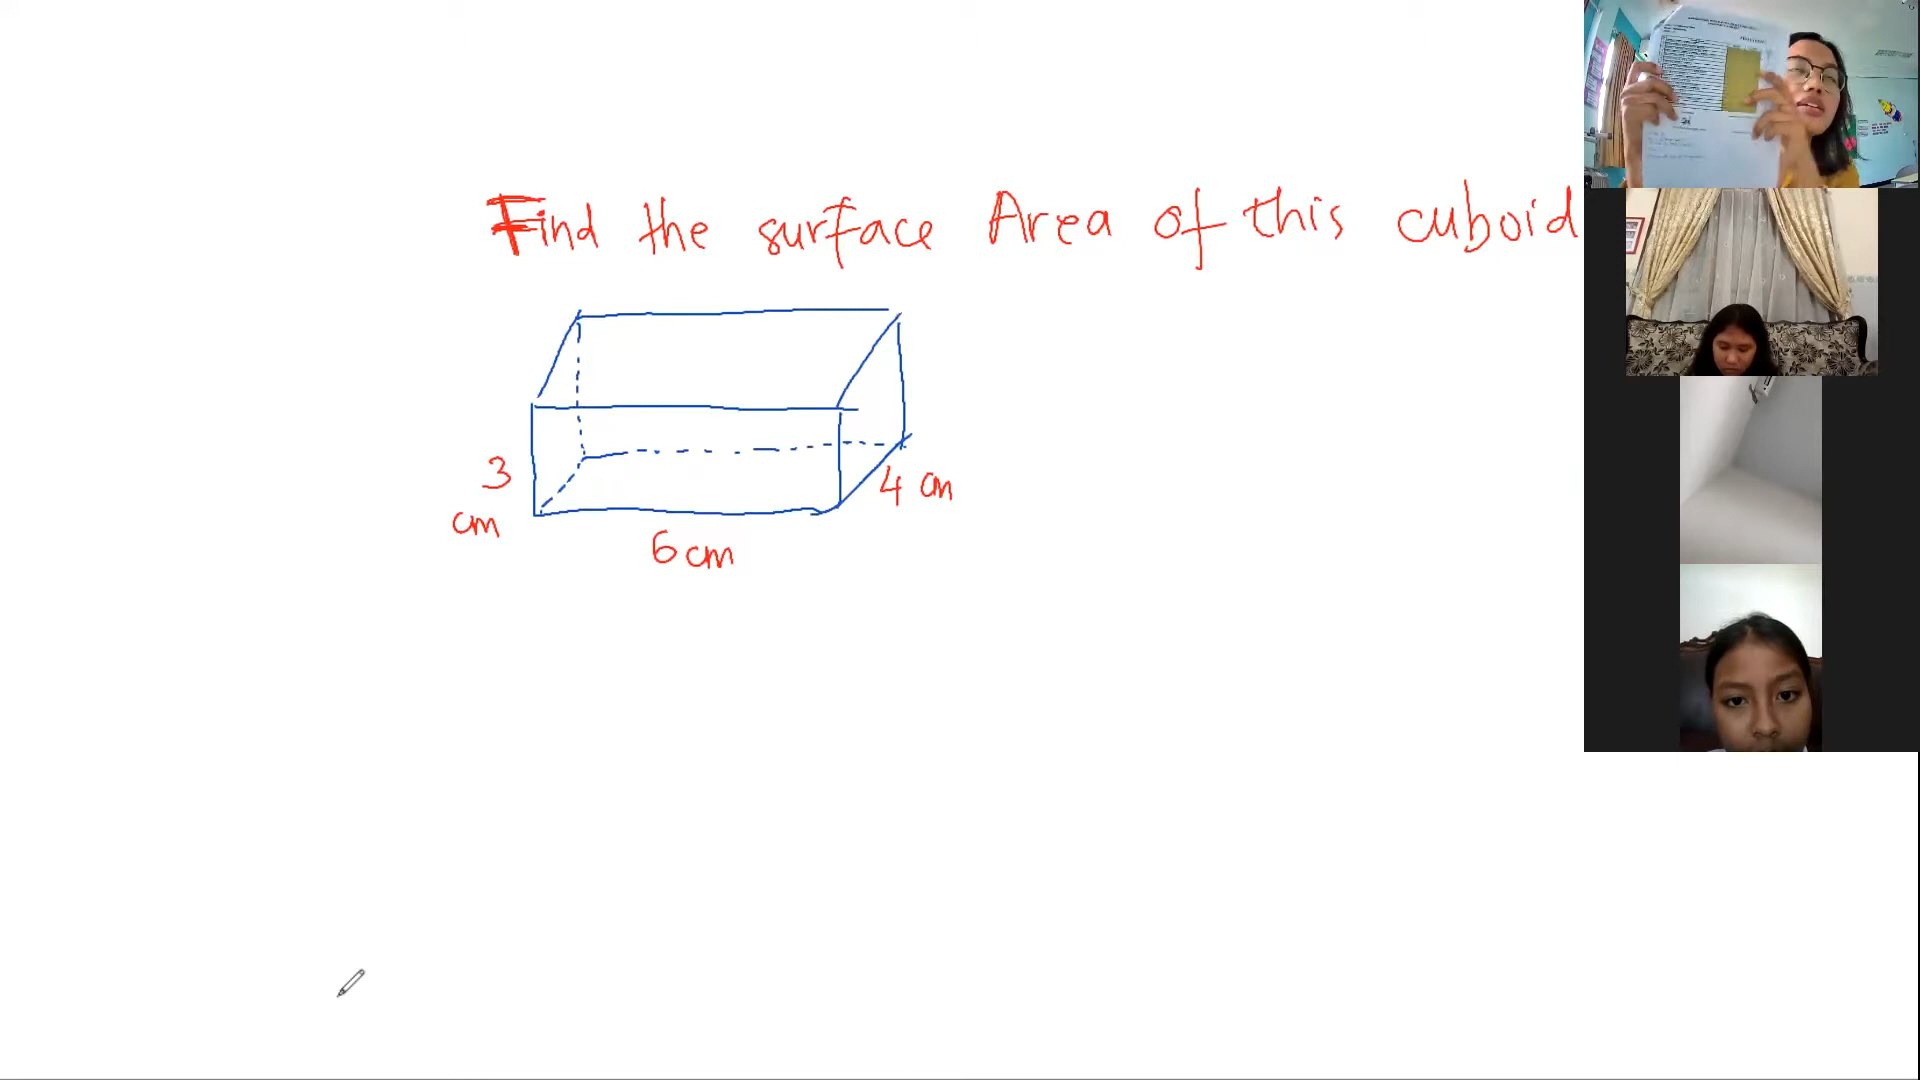 Find the surface Area of this cuboid
3
cm
4 cm
6 cm